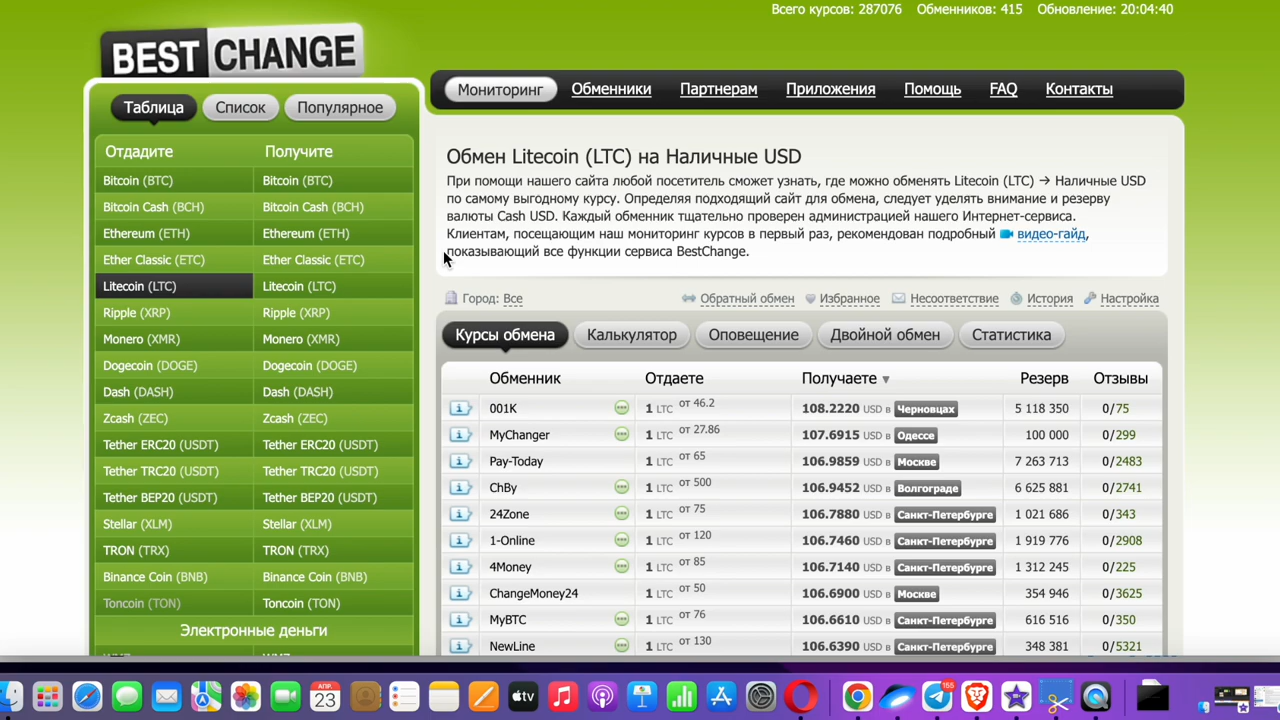 Всего курсов: 287076 Обменников: 415 Обновление: 20:04:40
BEST CHANGE
Мониторинг Обменники Партнерам Приложения Помощь FAQ Контакты
Таблица Список Популярное
Отдадите Получите
Bitcoin (BTC) Bitcoin (BTC)
Bitcoin Cash (BCH) Bitcoin Cash (BCH)
Ethereum (ETH) Ethereum (ETH)
Ether Classic (ETC) Ether Classic (ETC)
Litecoin (LTC) Litecoin (LTC)
Ripple (XRP) Ripple (XRP)
Monero (XMR) Monero (XMR)
Dogecoin (DOGE) Dogecoin (DOGE)
Dash (DASH) Dash (DASH)
Zcash (ZEC) Zcash (ZEC)
Tether ERC20 (USDT) Tether ERC20 (USDT)
Tether TRC20 (USDT) Tether TRC20 (USDT)
Tether BEP20 (USDT) Tether BEP20 (USDT)
Stellar (XLM) Stellar (XLM)
TRON (TRX) TRON (TRX)
Binance Coin (BNB) Binance Coin (BNB)
Toncoin (TON) Toncoin (TON)
Электронные деньги
Обмен Litecoin (LTC) на Наличные USD
При помощи нашего сайта любой посетитель сможет узнать, где можно обменять Litecoin (LTC) → Наличные USD
по самому выгодному курсу. Определяя подходящий сайт для обмена, следует уделять внимание и резерву
валюты Cash USD. Каждый обменник тщательно проверен администрацией нашего Интернет-сервиса.
Клиентам, посещающим наш мониторинг курсов в первый раз, рекомендован подробный видео-гайд,
показывающий все функции сервиса BestChange.
Город: Все Обратный обмен Избранное Несоответствие История Настройка
Курсы обмена Калькулятор Оповещение Двойной обмен Статистика
Обменник Отдаете Получаете ▼ Резерв Отзывы
001K 1 LTC от 46.2 108.2220 USD в Черновцах 5 118 350 0/75
MyChanger 1 LTC от 27.86 107.6915 USD в Одессе 100 000 0/299
Pay-Today 1 LTC от 65 106.9859 USD в Москве 7 263 713 0/2483
ChBy 1 LTC от 500 106.9452 USD в Волгограде 6 625 881 0/2741
24Zone 1 LTC от 75 106.7880 USD в Санкт-Петербурге 1 021 686 0/343
1-Online 1 LTC от 120 106.7460 USD в Санкт-Петербурге 1 919 776 0/2908
4Money 1 LTC от 85 106.7140 USD в Санкт-Петербурге 1 312 245 0/225
ChangeMoney24 1 LTC от 50 106.6900 USD в Москве 354 946 0/3625
MyBTC 1 LTC от 76 106.6610 USD в Санкт-Петербурге 616 516 0/350
NewLine 1 LTC от 130 106.6390 USD в Санкт-Петербурге 348 381 0/5321
АПР.
23
tv
165